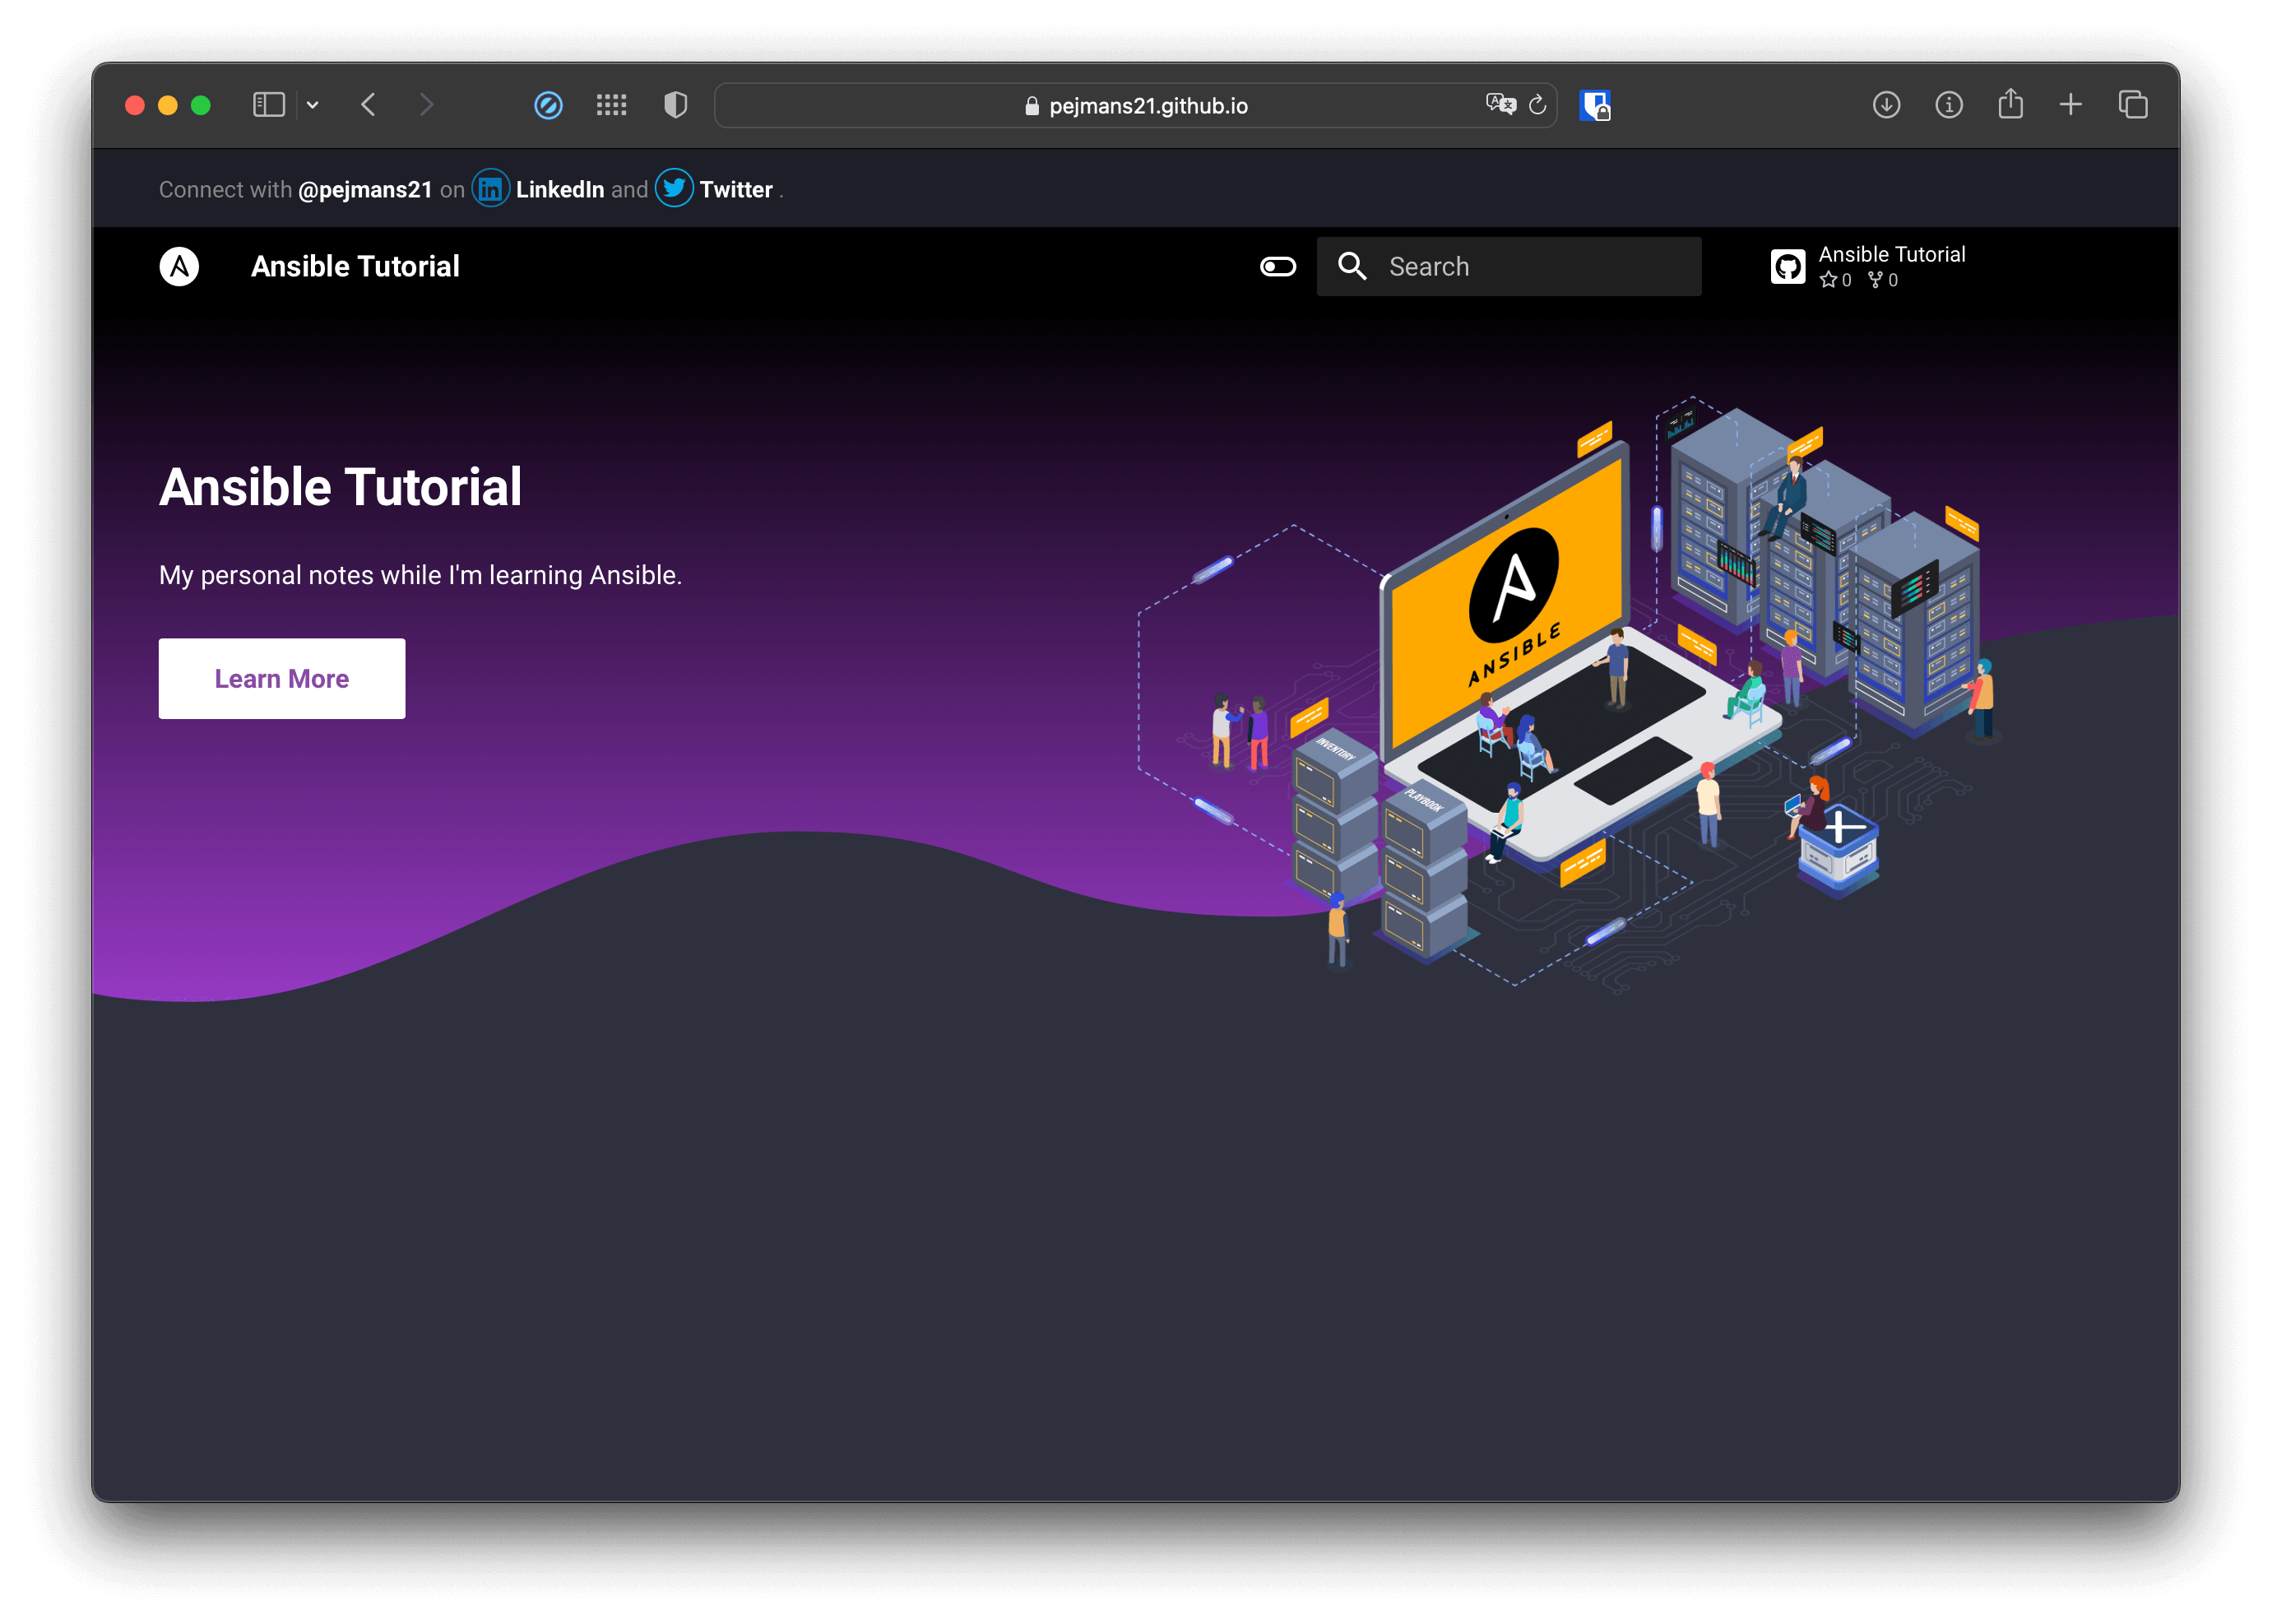 pejmans21.github.io
Connect with @pejmans21 on LinkedIn and Twitter .
Ansible Tutorial
Search
Ansible Tutorial
0 0
Ansible Tutorial
My personal notes while I'm learning Ansible.
Learn More
ANSIBLE
INVENTORY
PLAYBOOK